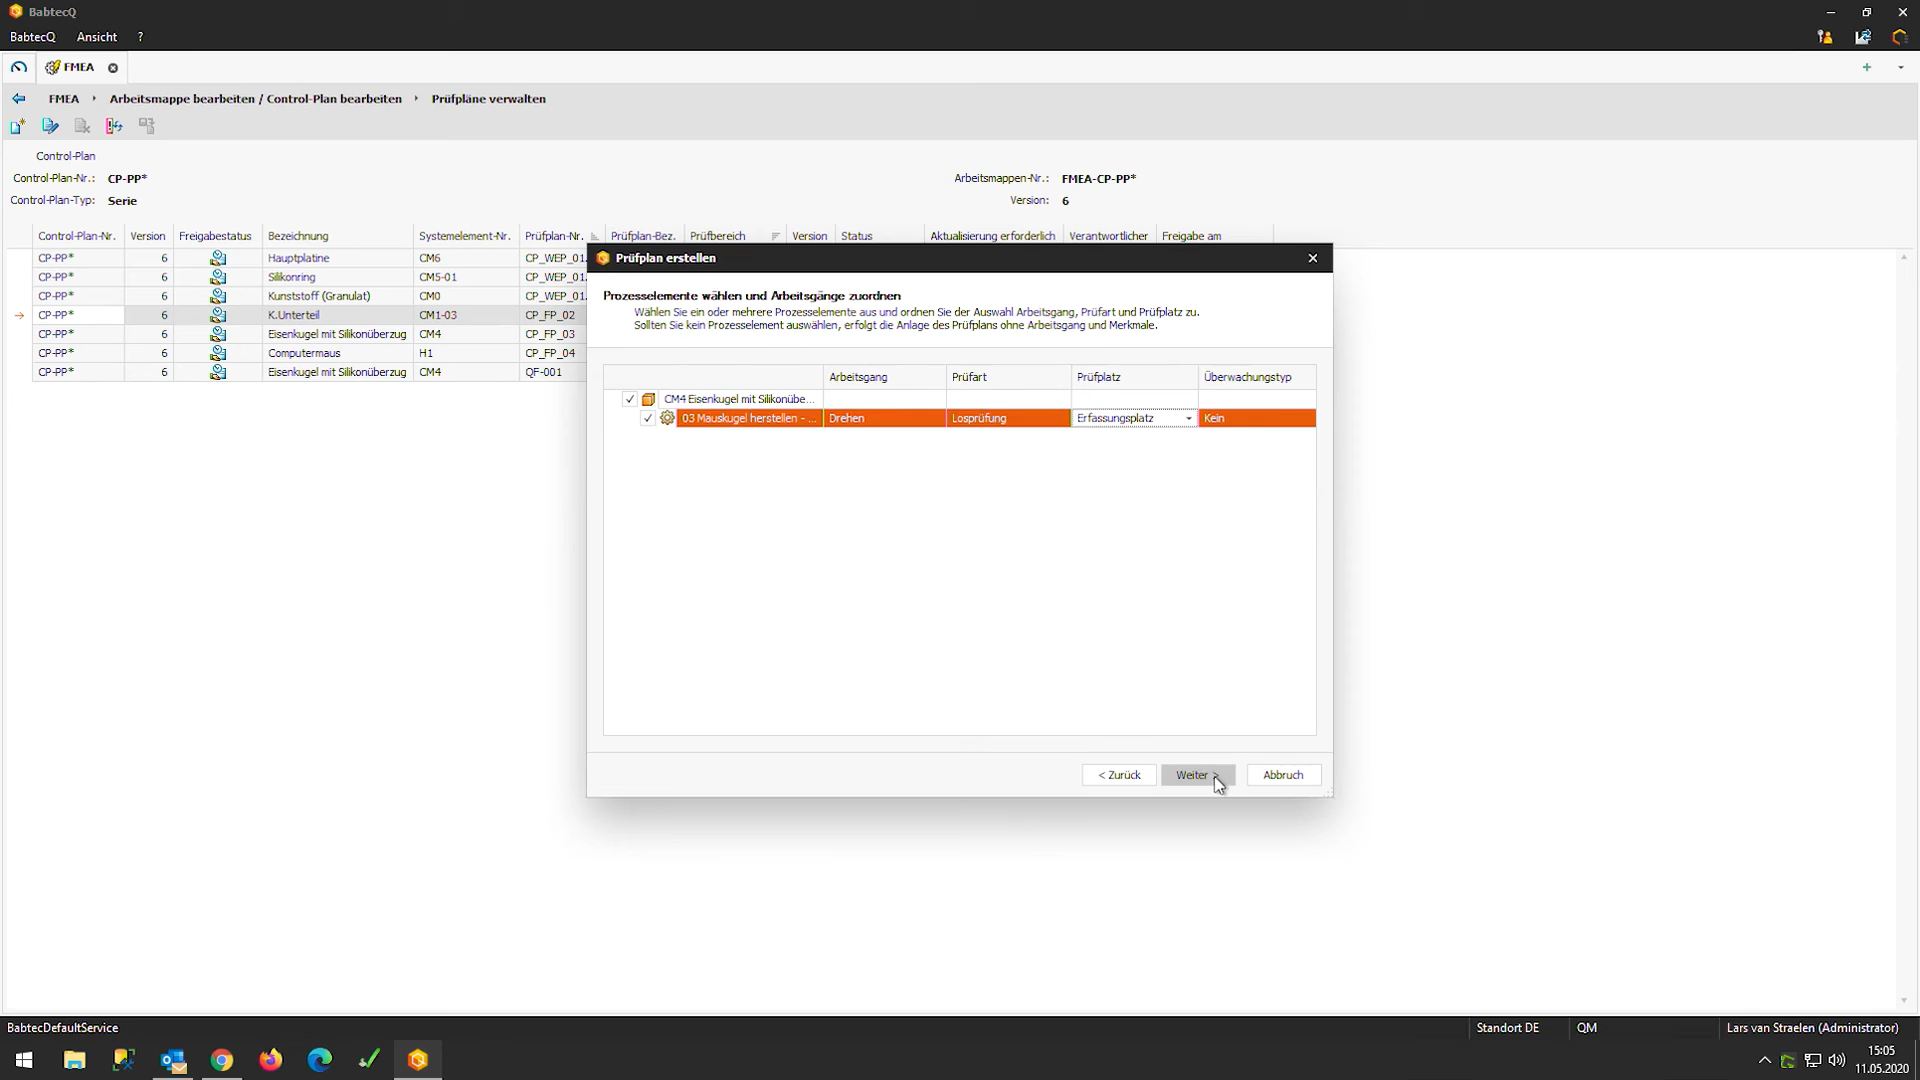 BabtecQ
BabtecQ Ansicht ?
FMEA
FMEA Arbeitsmappe bearbeiten / Control-Plan bearbeiten Prüfpläne verwalten
Control-Plan
Control-Plan-Nr.: CP-PP* Arbeitsmappen-Nr.: FMEA-CP-PP*
Control-Plan-Typ: Serie Version: 6
Control-Plan-Nr. Version Freigabestatus Bezeichnung Systemelement-Nr. Prüfplan-Nr. Prüfplan-Bez. Prüfbereich Version Status Aktualisierung erforderlich Verantwortlicher Freigabe am
CP-PP* 6 Hauptplatine CM6 CP_WEP_01.
CP-PP* 6 Silikonring CM5-01 CP_WEP_01.
CP-PP* 6 Kunststoff (Granulat) CM0 CP_WEP_01.
CP-PP* 6 K.Unterteil CM1-03 CP_FP_02
CP-PP* 6 Eisenkugel mit Silikonüberzug CM4 CP_FP_03
CP-PP* 6 Computermaus H1 CP_FP_04
CP-PP* 6 Eisenkugel mit Silikonüberzug CM4 QF-001
Prüfplan erstellen
Prozesselemente wählen und Arbeitsgänge zuordnen
Wählen Sie ein oder mehrere Prozesselemente aus und ordnen Sie der Auswahl Arbeitsgang, Prüfart und Prüfplatz zu.
Sollten Sie kein Prozesselement auswählen, erfolgt die Anlage des Prüfplans ohne Arbeitsgang und Merkmale.
Arbeitsgang Prüfart Prüfplatz Überwachungstyp
CM4 Eisenkugel mit Silikonübe...
03 Mauskugel herstellen - ... Drehen Losprüfung Erfassungsplatz Kein
< Zurück Weiter > Abbruch
BabtecDefaultService Standort DE QM Lars van Straelen (Administrator)
15:05
11.05.2020